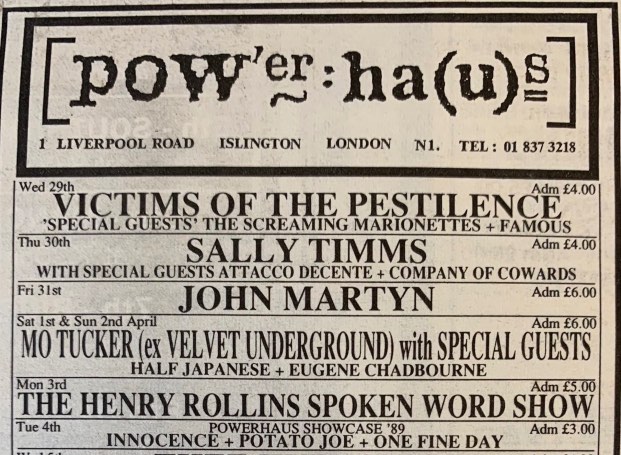 [pow'er:ha(u)s]
1 LIVERPOOL ROAD ISLINGTON LONDON N1. TEL: 01 837 3218
Wed 29th Adm £4.00
VICTIMS OF THE PESTILENCE
'SPECIAL GUESTS' THE SCREAMING MARIONETTES + FAMOUS
Thu 30th Adm £4.00
SALLY TIMMS
WITH SPECIAL GUESTS ATTACCO DECENTE + COMPANY OF COWARDS
Fri 31st Adm £6.00
JOHN MARTYN
Sat 1st & Sun 2nd April Adm £6.00
MO TUCKER (ex VELVET UNDERGROUND) with SPECIAL GUESTS
HALF JAPANESE + EUGENE CHADBOURNE
Mon 3rd Adm £5.00
THE HENRY ROLLINS SPOKEN WORD SHOW
Tue 4th POWERHAUS SHOWCASE '89 Adm £3.00
INNOCENCE + POTATO JOE + ONE FINE DAY